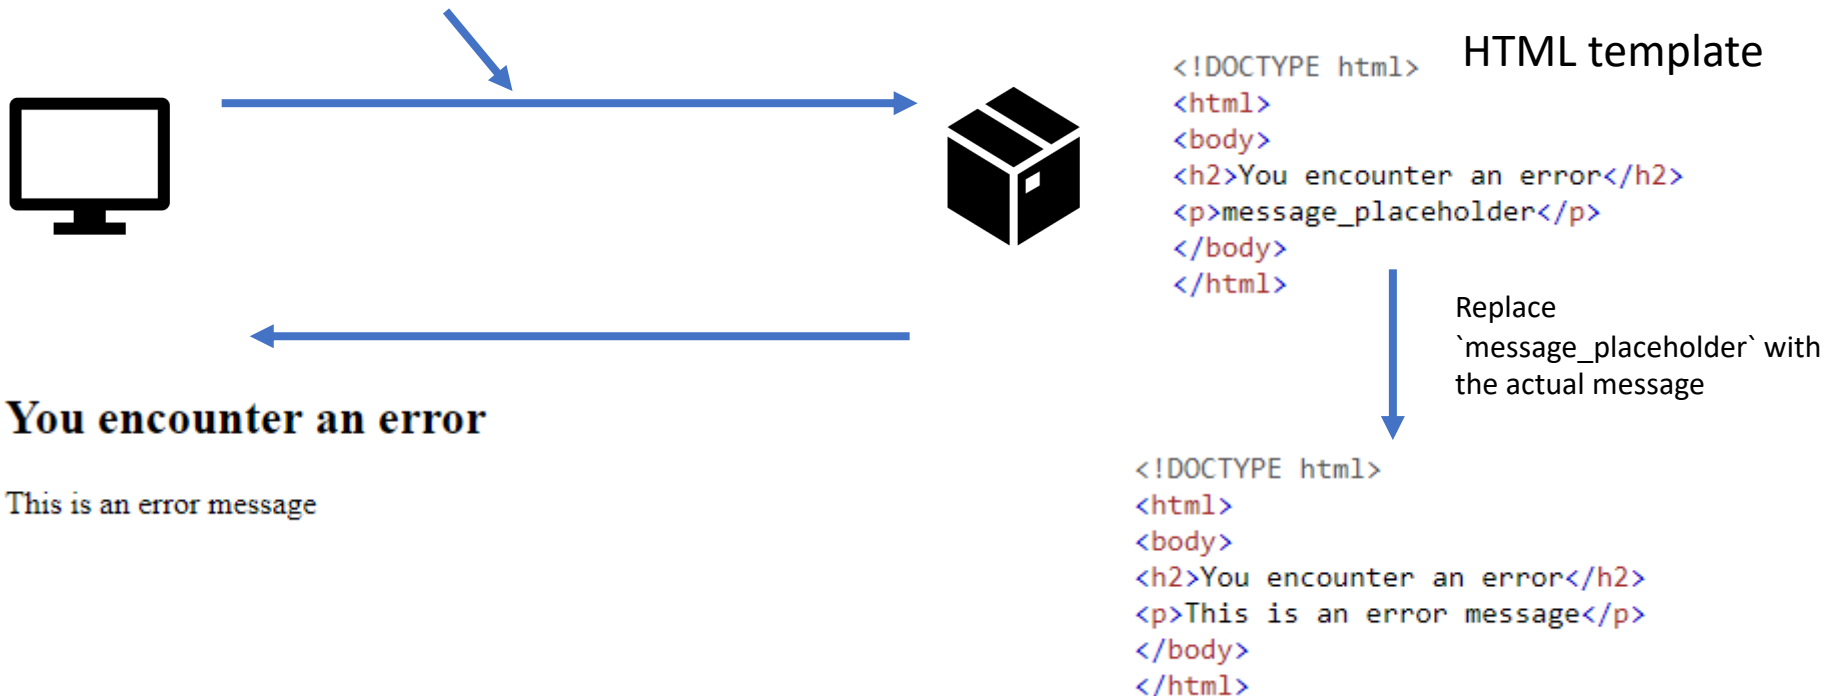 HTML template
<!DOCTYPE html>
<html>
<body>
<h2>You encounter an error</h2>
<p>message_placeholder</p>
</body>
</html>
Replace
`message_placeholder` with
the actual message
You encounter an error
This is an error message
<!DOCTYPE html>
<html>
<body>
<h2>You encounter an error</h2>
<p>This is an error message</p>
</body>
</html>